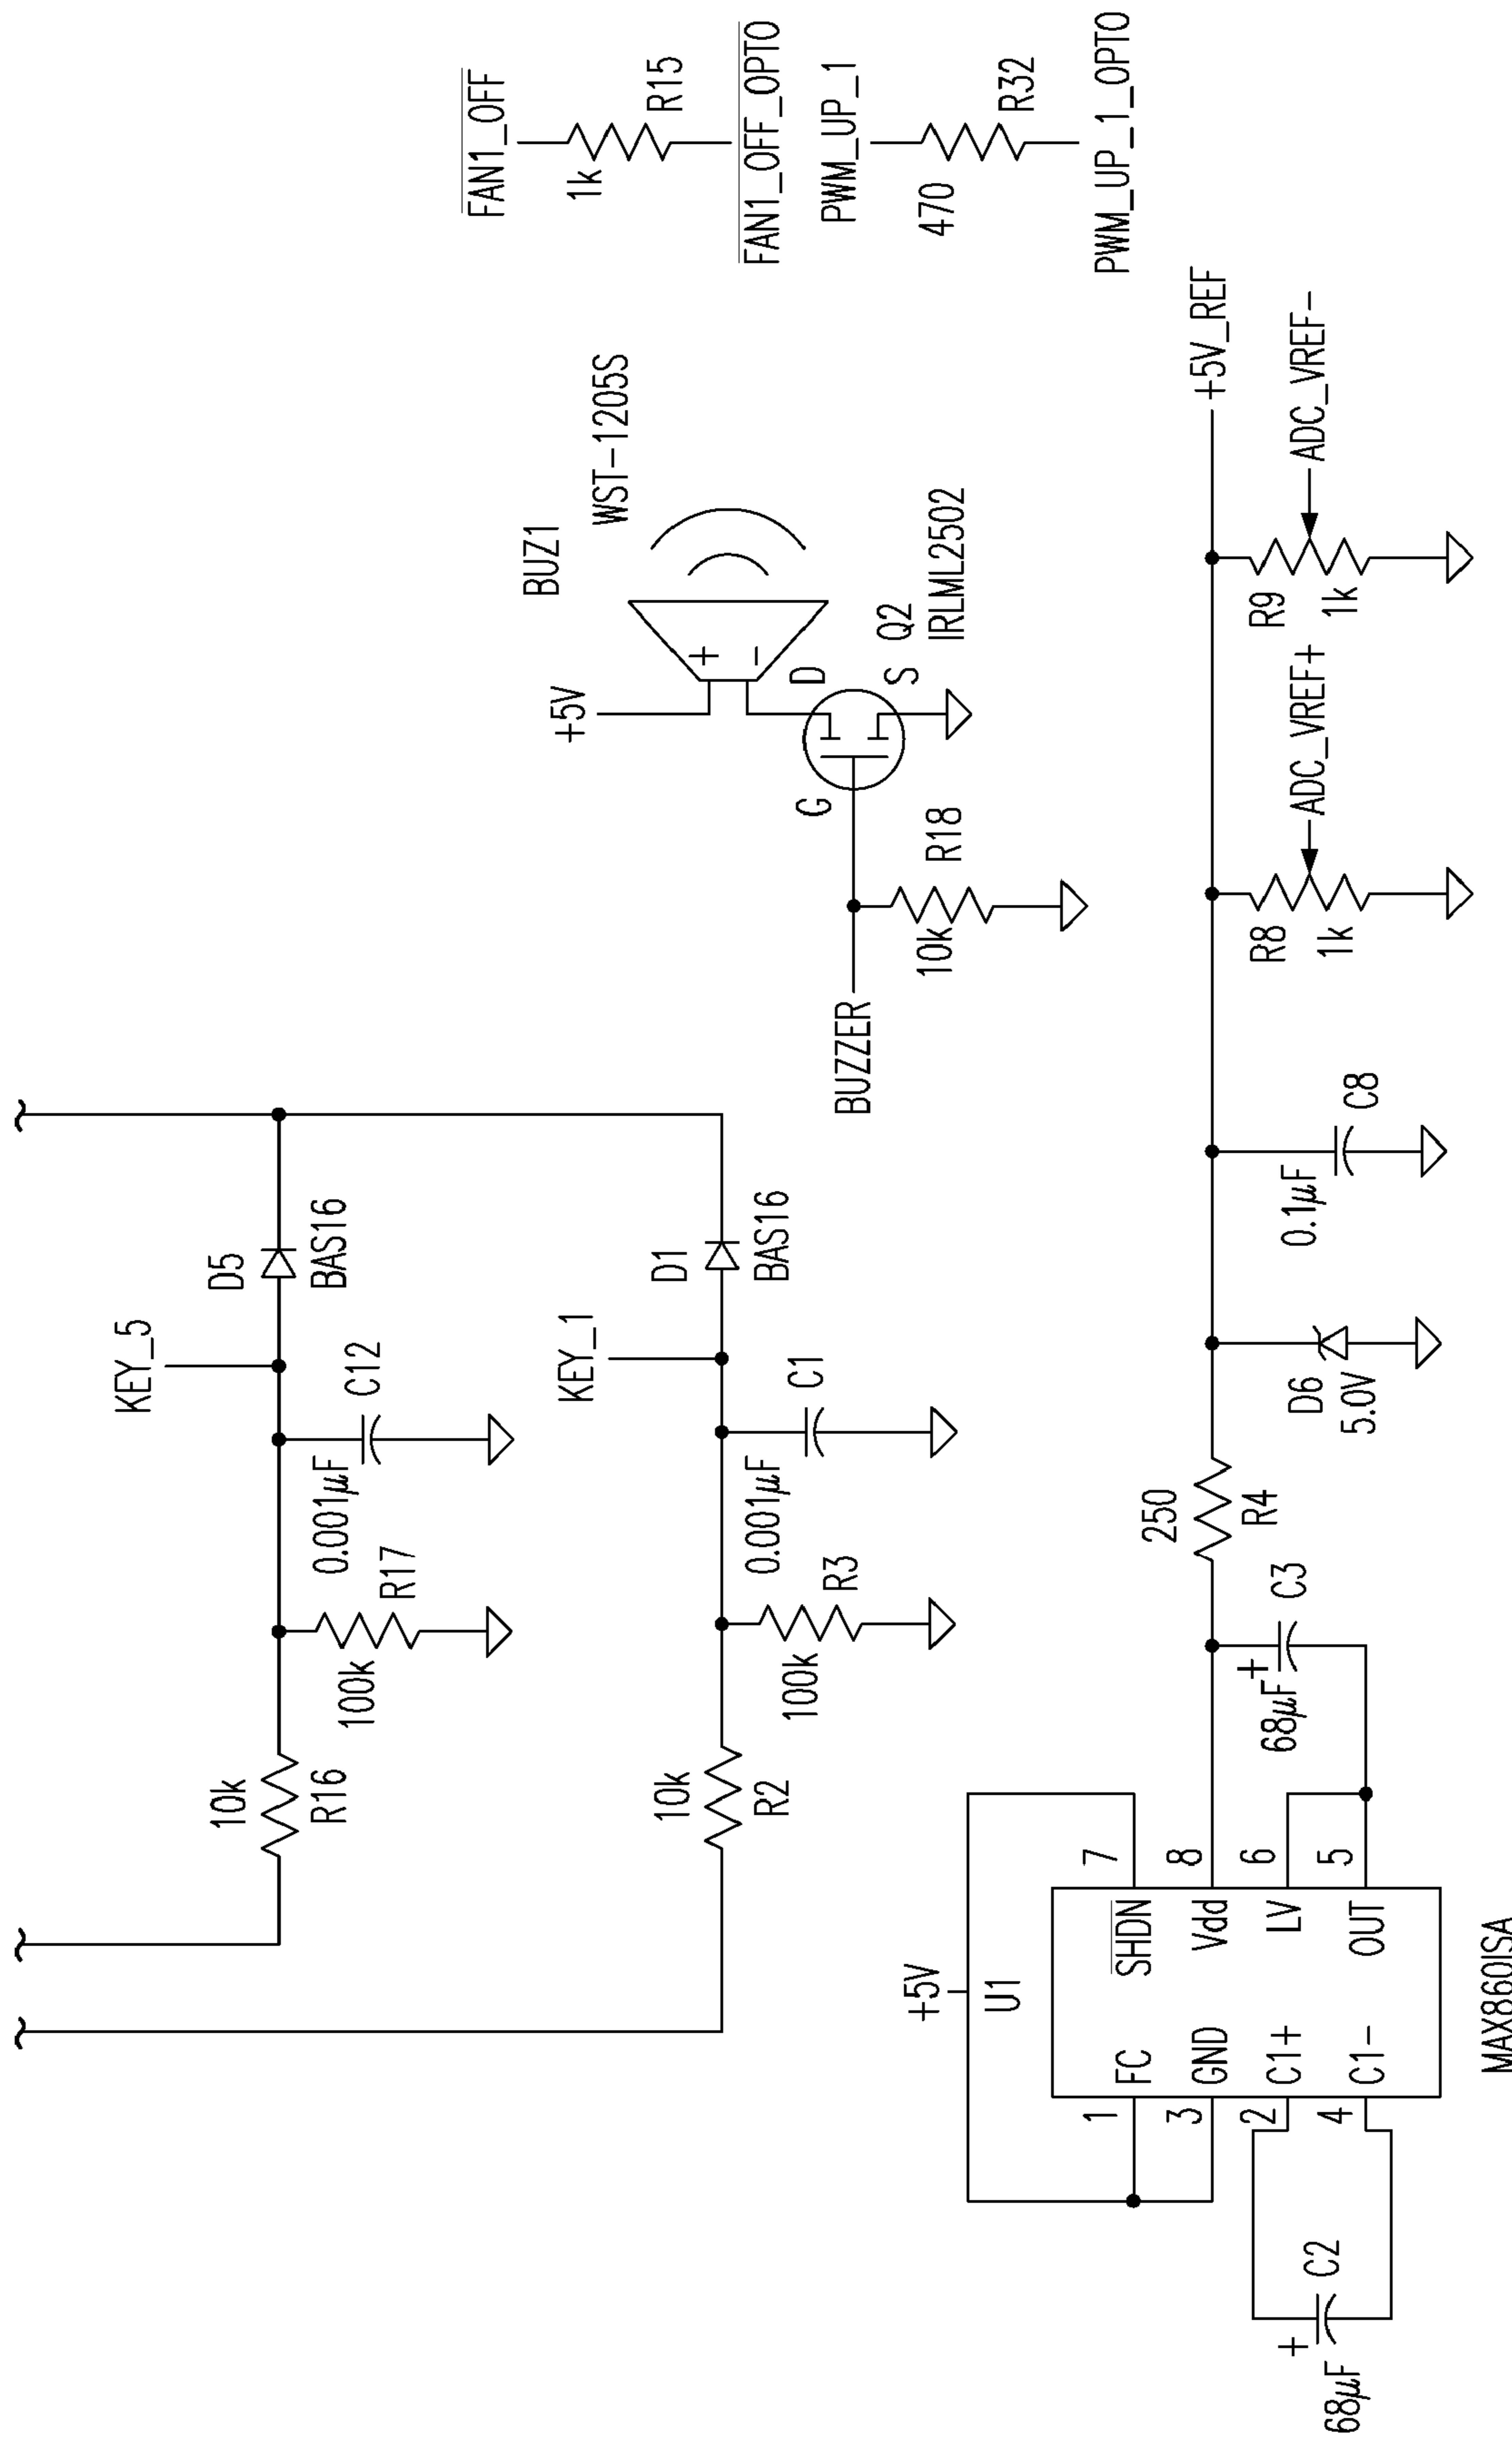 KEY_5
D5
BAS16
C12
0.001µF
R17
100k
10k
R16
KEY_1
D1
BAS16
C1
0.001µF
R3
100k
10k
R2
FAN1_OFF
1k
R15
FAN1_OFF_OPTO
PWM_UP_1
470
R32
PWM_UP_1_OPTO
BUZ1
WST-1205S
+5V
+
-
D
G
S
Q2
IRLML2502
BUZZER
10k
R18
+5V
U1
1
FC
SHDN
7
3
GND
Vdd
8
2
C1+
LV
6
4
C1-
OUT
5
MAX860ISA
+
68µF
C2
+
68µF
C3
250
R4
D6
5.0V
0.1µF
C8
+5V_REF
R8
1k
ADC_VREF+
R9
1k
ADC_VREF-